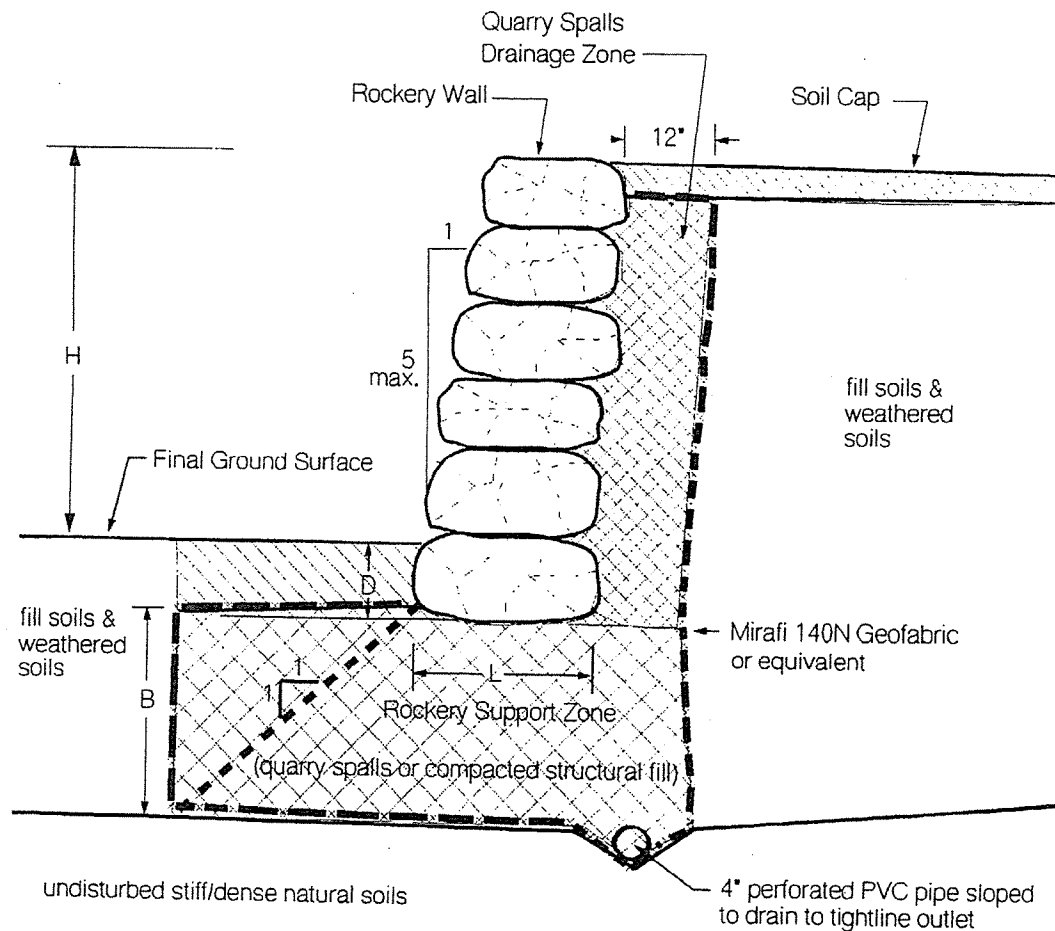 Quarry Spalls
Drainage Zone
Rockery Wall
Soil Cap
12"
1
H
5
max.
fill soils &
weathered
soils
Final Ground Surface
D
fill soils &
weathered
soils
Mirafi 140N Geofabric
or equivalent
B
1
1
L
Rockery Support Zone
(quarry spalls or compacted structural fill)
undisturbed stiff/dense natural soils
4" perforated PVC pipe sloped
to drain to tightline outlet